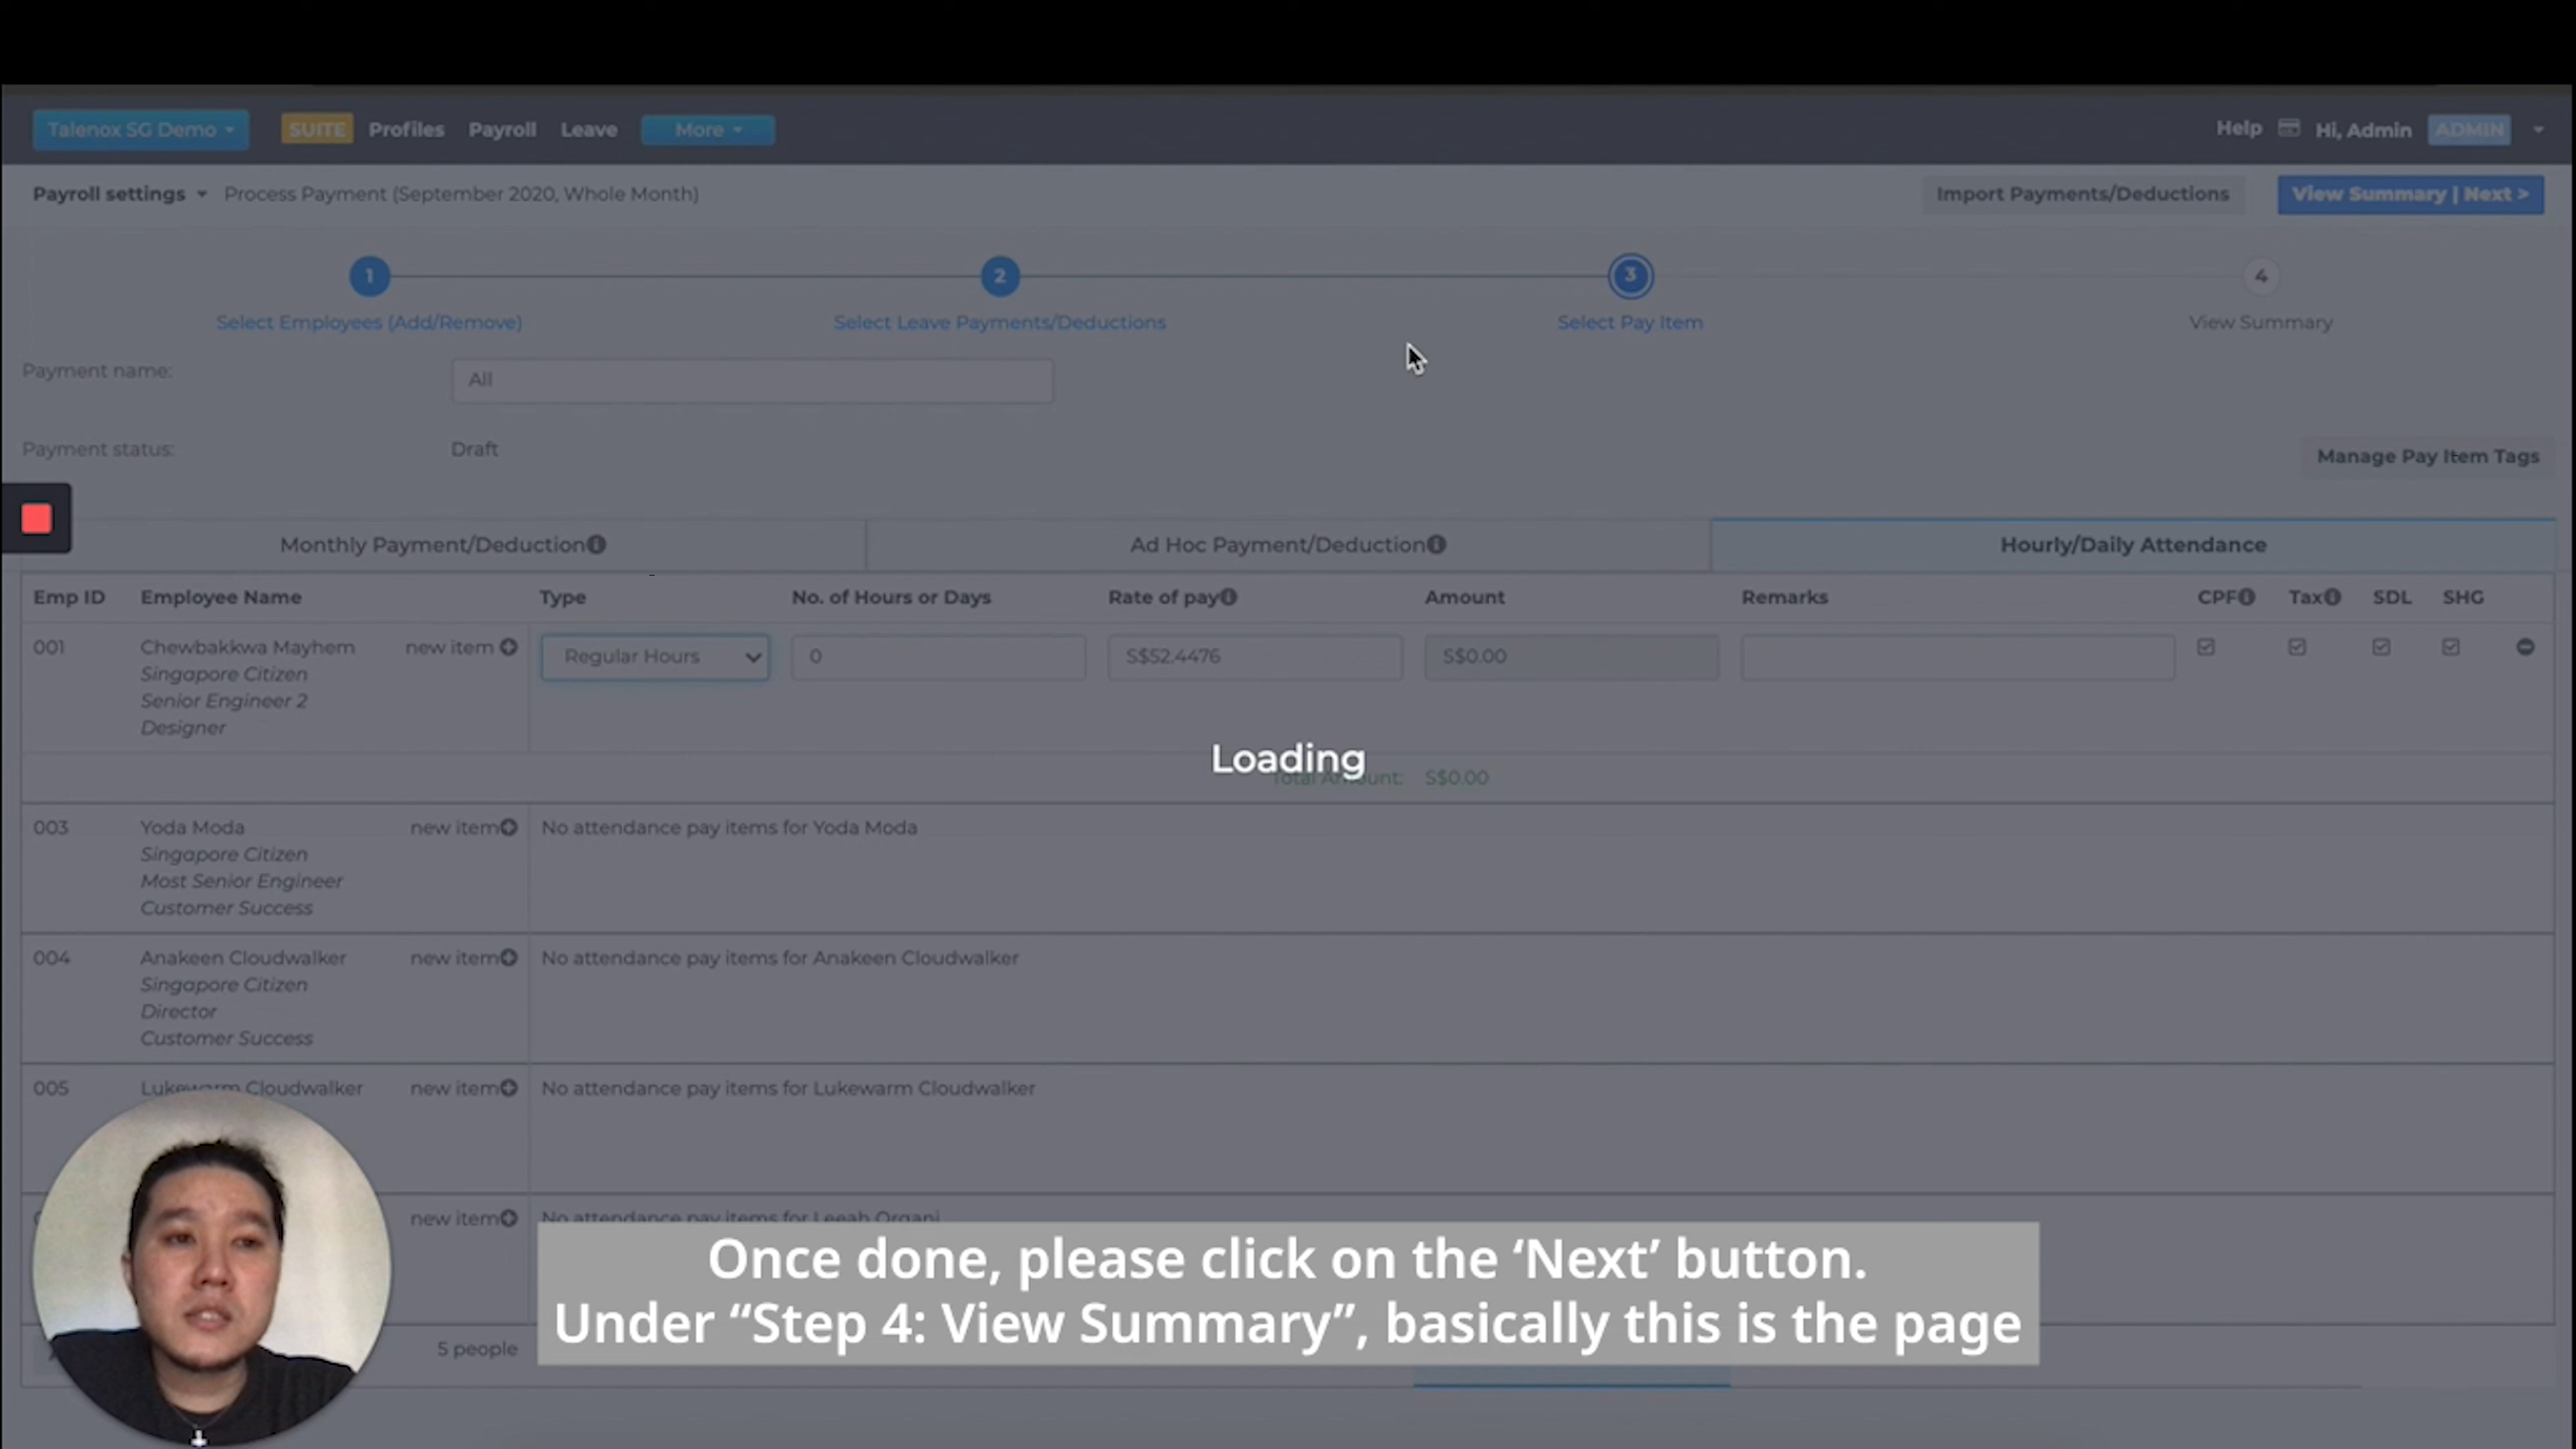 Talenox SG Demo SUITE Profiles Payroll Leave More Help Hi, Admin ADMIN
Payroll settings Process Payment (September 2020, Whole Month) Import Payments/Deductions View Summary | Next >
1 2 3 4
Select Employees (Add/Remove) Select Leave Payments/Deductions Select Pay Item View Summary
Payment name: All
Payment status: Draft
Manage Pay Item Tags
Monthly Payment/Deduction Ad Hoc Payment/Deduction Hourly/Daily Attendance
Emp ID Employee Name Type No. of Hours or Days Rate of pay Amount Remarks CPF Tax SDL SHG
001 Chewbakkwa Mayhem new item Regular Hours 0 S$52.4476 S$0.00
Singapore Citizen
Senior Engineer 2
Designer
Loading
Total Amount: S$0.00
003 Yoda Moda new item No attendance pay items for Yoda Moda
Singapore Citizen
Most Senior Engineer
Customer Success
004 Anakeen Cloudwalker new item No attendance pay items for Anakeen Cloudwalker
Singapore Citizen
Director
Customer Success
005 Lukewarm Cloudwalker new item No attendance pay items for Lukewarm Cloudwalker
new item No attendance pay items for Leeah Organi
Once done, please click on the ‘Next’ button.
Under “Step 4: View Summary”, basically this is the page
5 people